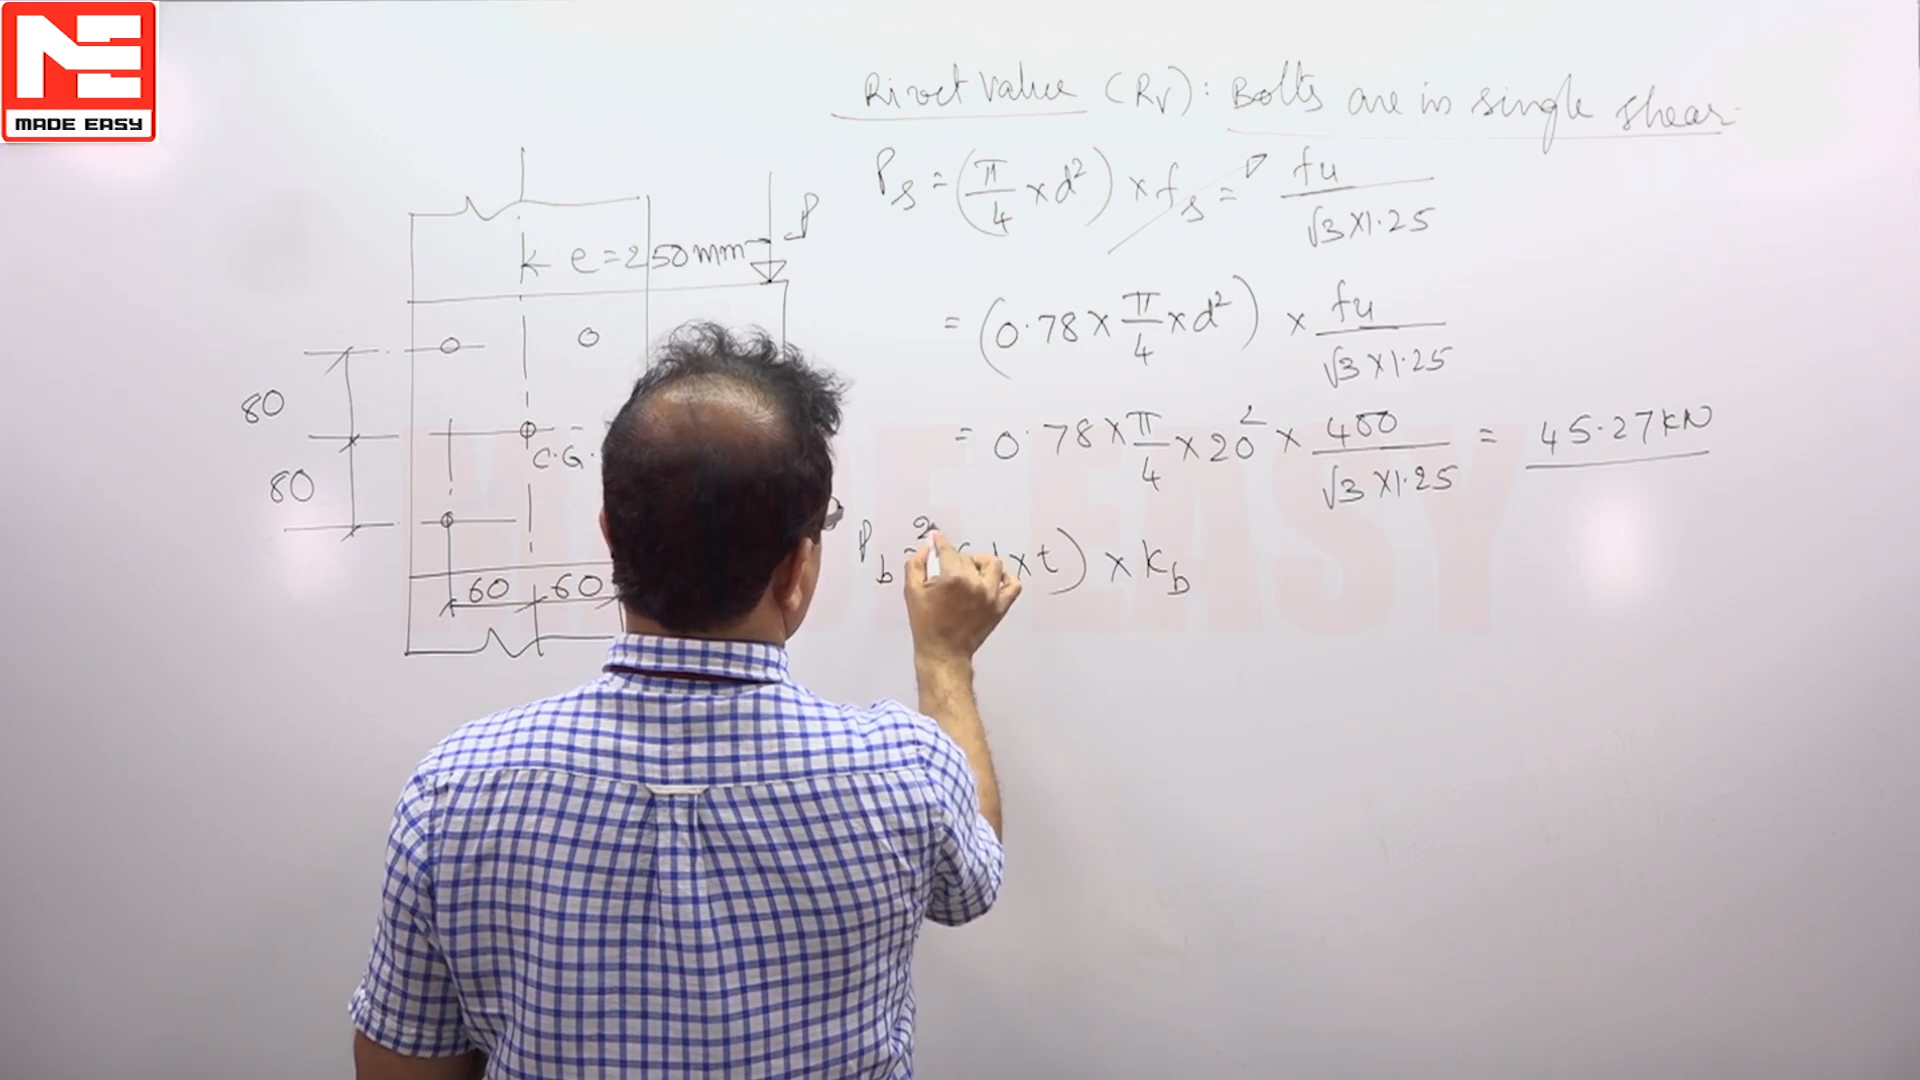 MADE EASY
Rivet Value (Rv): Bolts are in single shear
Ps = (π/4 × d²) × fs = fu / √3 × 1.25
= (0.78 × π/4 × d²) × fu / √3 × 1.25
= 0.78 × π/4 × 20² × 400 / √3 × 1.25 = 45.27 kN
Pb = 2 × t) × kb
P
e = 250 mm
80
C.G.
80
60 60
MADE EASY